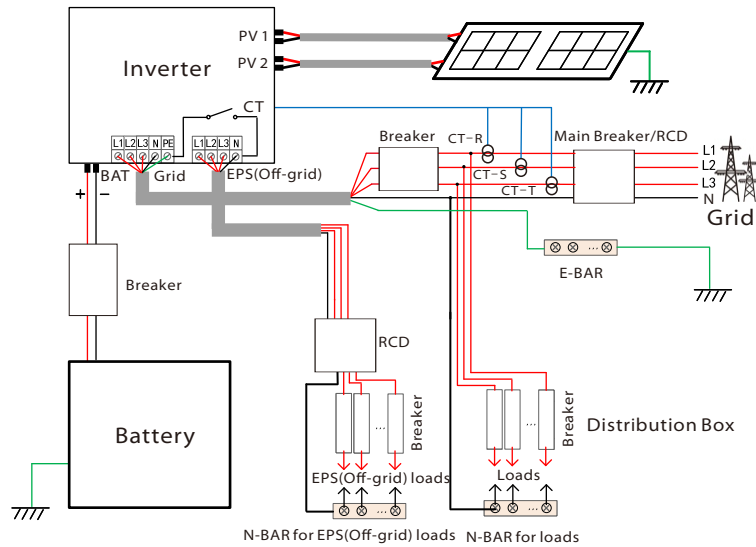 PV 1
PV 2
Inverter
CT
L1 L2 L3 N PE
L1 L2 L3 N
BAT Grid EPS(Off-grid)
+ −
Breaker
CT-R
CT-S
CT-T
Main Breaker/RCD
L1
L2
L3
N
Grid
E-BAR
Breaker
RCD
Battery
...
Breaker
...
Breaker
Distribution Box
EPS(Off-grid) loads
Loads
...
...
N-BAR for EPS(Off-grid) loads
N-BAR for loads